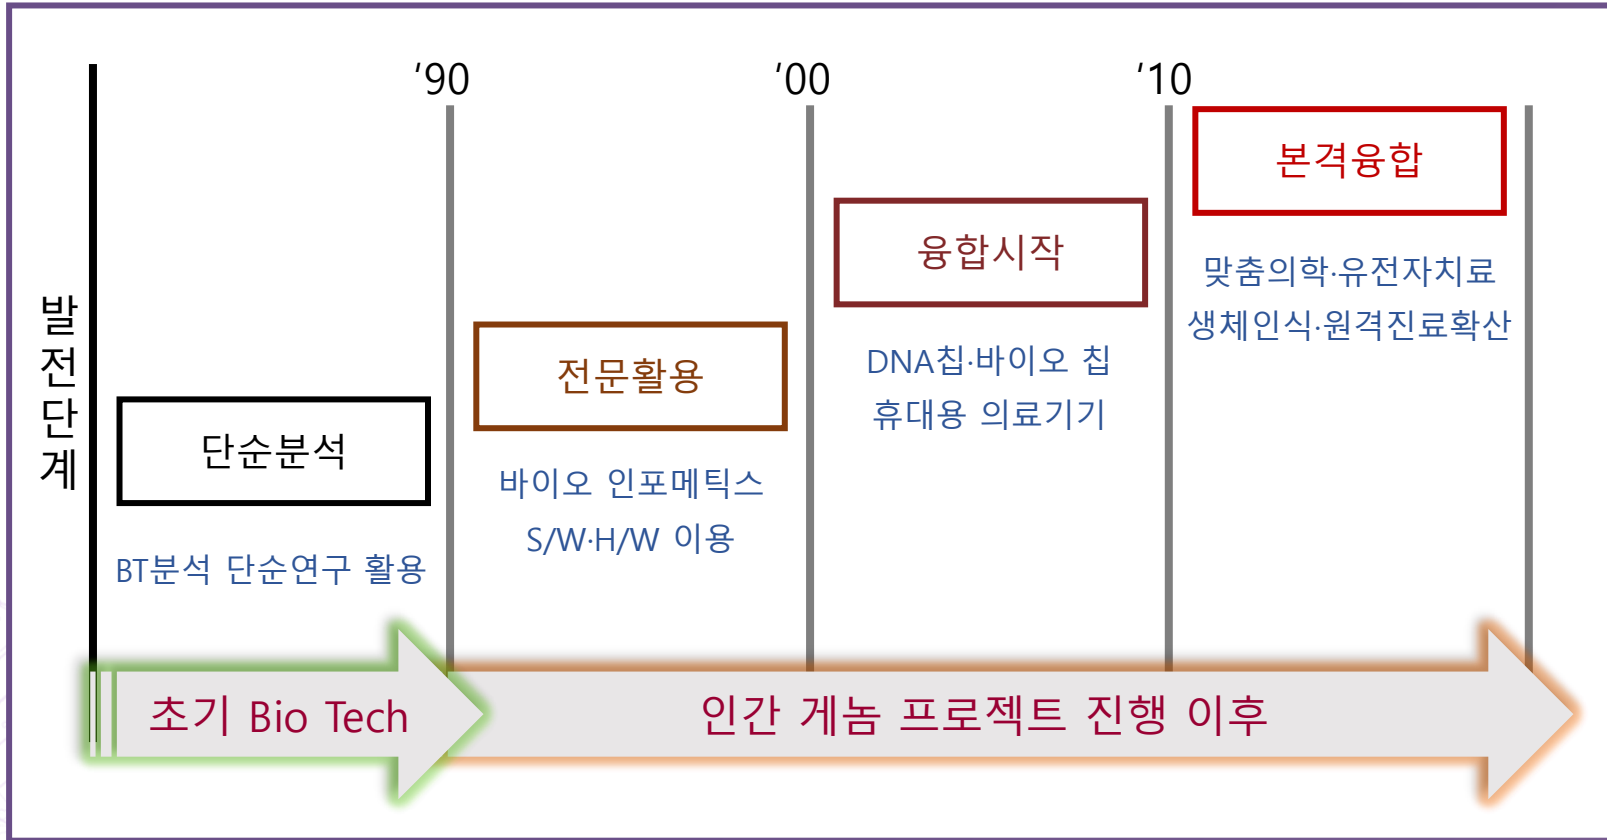 ‘90
‘00
‘10
발전단계
단순분석
BT분석 단순연구 활용
전문활용
바이오 인포메틱스
S/W·H/W 이용
융합시작
DNA칩·바이오 칩
휴대용 의료기기
본격융합
맞춤의학·유전자치료
생체인식·원격진료확산
초기 Bio Tech
인간 게놈 프로젝트 진행 이후